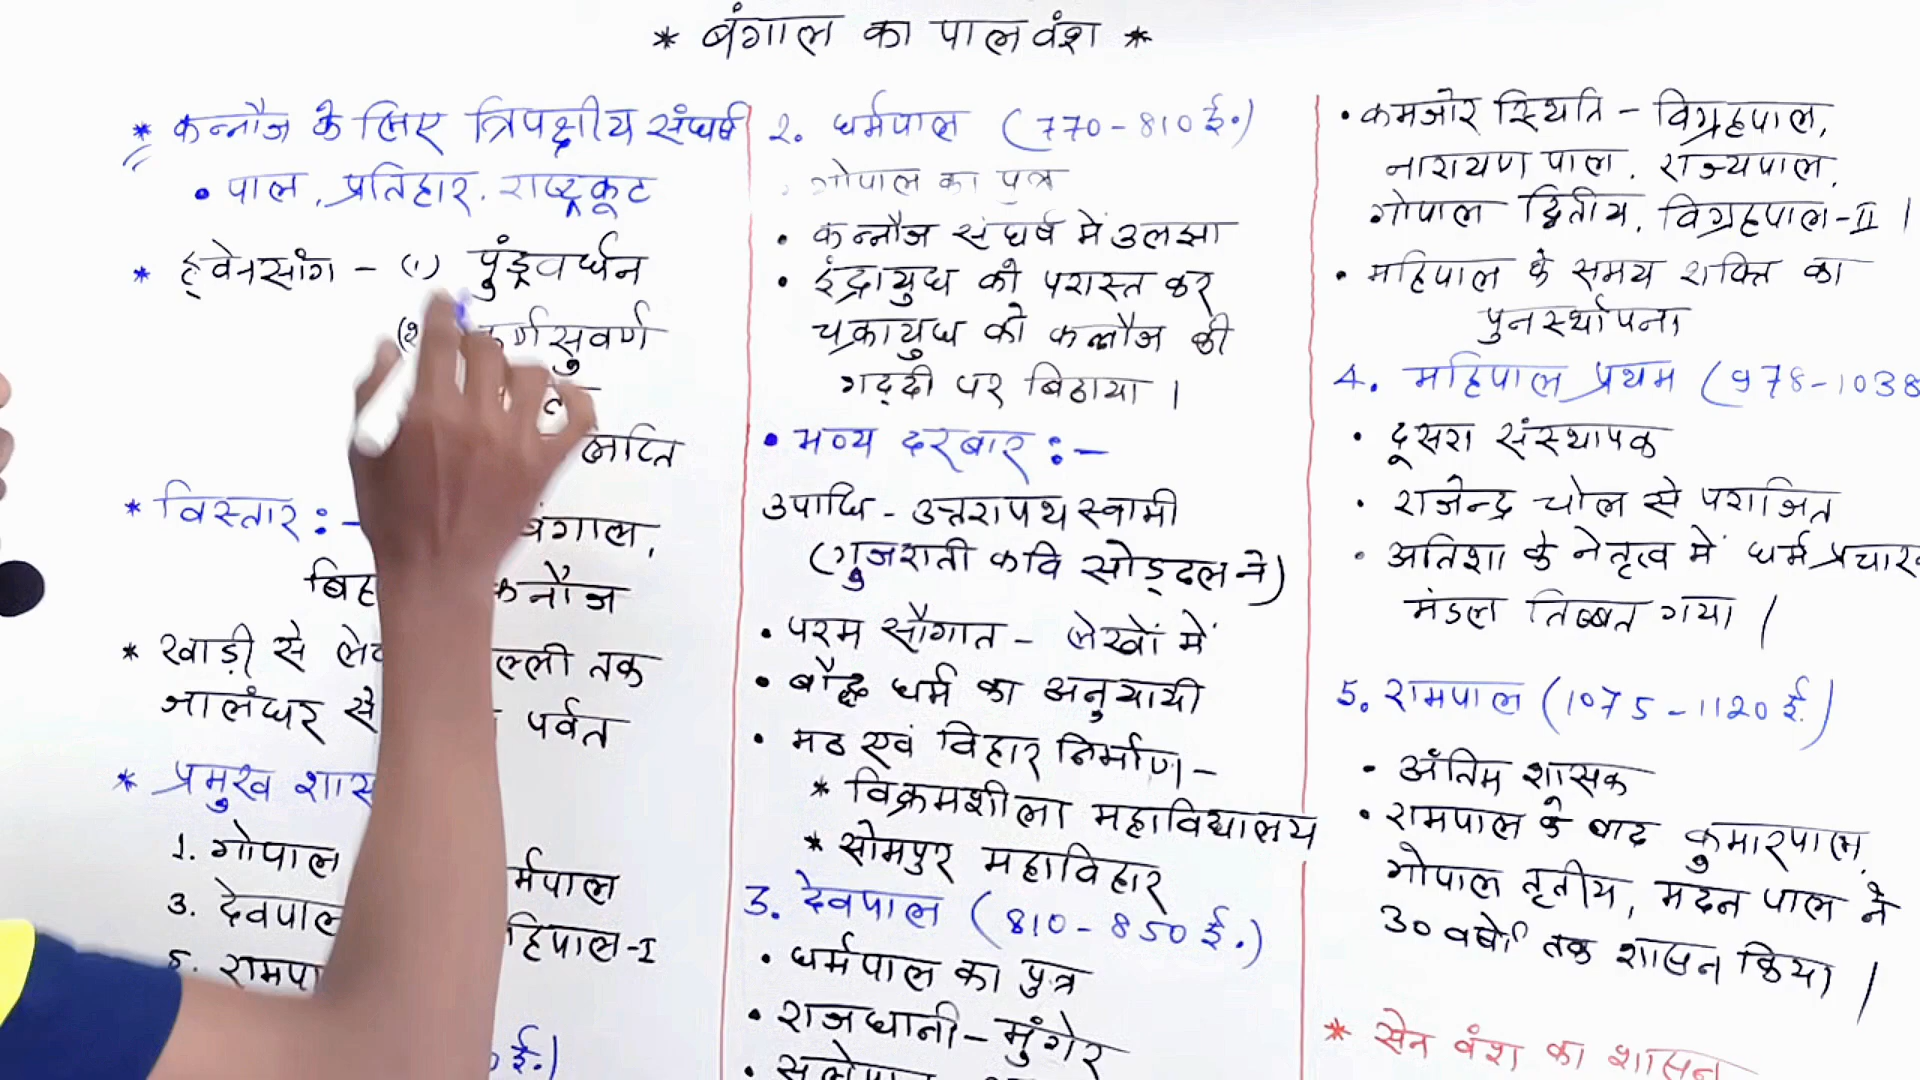 * बंगाल का पाल वंश *
* कन्नौज के लिए त्रिपक्षीय संघर्ष
• पाल, प्रतिहार, राष्ट्रकूट
* ह्वेनसांग - (1) पुंड्रवर्धन
(2) कर्णसुवर्ण
* विस्तार :- बंगाल,
कन्नौज
* खाड़ी से दिल्ली तक
जालंधर से पर्वत
* प्रमुख
1. गोपाल
3. देवपाल महिपाल-I
5.
ई.)
2. धर्मपाल (770-810 ई.)
• गोपाल का पुत्र
• कन्नौज संघर्ष में उलझा
• इंद्रायुध को परास्त कर
चक्रायुध को कन्नौज की
गद्दी पर बिठाया ।
• भव्य दरबार :-
उपाधि - उत्तरापथ स्वामी
(गुजराती कवि सोड्दल ने)
• परम सौगात - लेखों में
• बौद्ध धर्म का अनुयायी
• मठ एवं विहार निर्माण -
* विक्रमशीला महाविद्यालय
* सोमपुर महाविहार
3. देवपाल (810-850 ई.)
• धर्मपाल का पुत्र
• राजधानी - मुंगेर
• कमजोर स्थिति - विग्रहपाल,
नारायण पाल, राज्यपाल,
गोपाल द्वितीय, विग्रहपाल-II ।
• महिपाल के समय शक्ति का
पुनर्स्थापना
4. महिपाल प्रथम (978-1038
• दूसरा संस्थापक
• राजेन्द्र चोल से पराजित
• अतिशा के नेतृत्व में धर्म प्रचारक
मंडल तिब्बत गया |
5. रामपाल (1075-1120 ई.)
• अंतिम शासक
• रामपाल के बाद कुमारपाल,
गोपाल तृतीय, मदन पाल ने
30 वर्षों तक शासन किया |
* सेन वंश का शासन